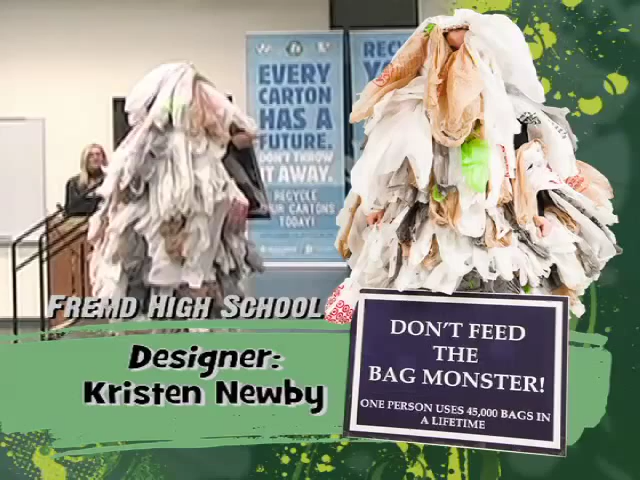 EVERY
CARTON
HAS A
FUTURE.
DON'T THROW
IT AWAY.
RECYCLE
YOUR CARTONS
TODAY!
FREMD HIGH SCHOOL
Designer:
Kristen Newby
DON'T FEED
THE
BAG MONSTER!
ONE PERSON USES 45,000 BAGS IN
A LIFETIME